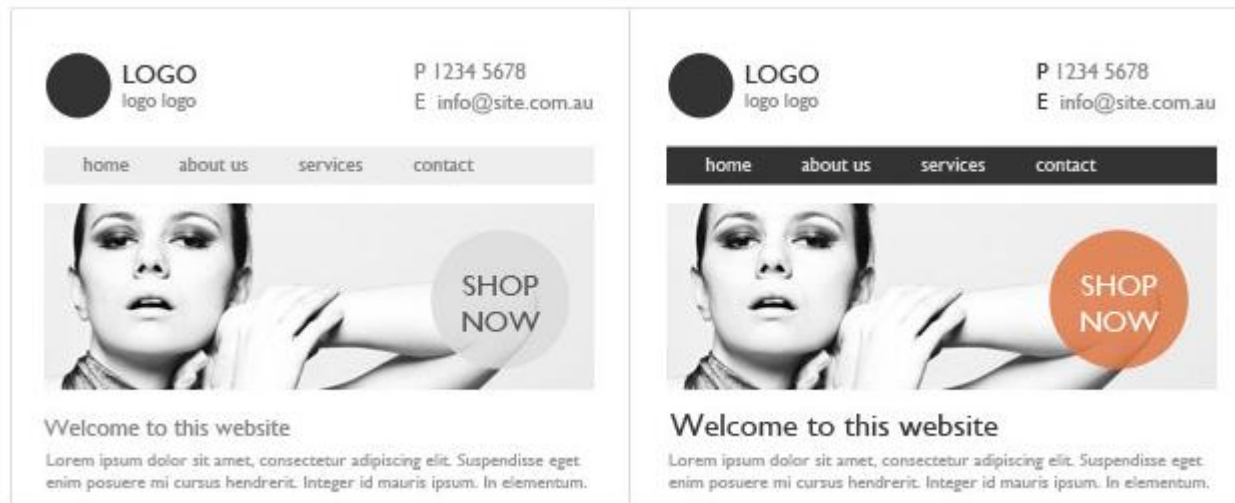 LOGO
logo logo
P 1234 5678
E info@site.com.au
home about us services contact
SHOP
NOW
Welcome to this website
Lorem ipsum dolor sit amet, consectetur adipiscing elit. Suspendisse eget
enim posuere mi cursus hendrerit. Integer id mauris ipsum. In elementum.
LOGO
logo logo
P 1234 5678
E info@site.com.au
home about us services contact
SHOP
NOW
Welcome to this website
Lorem ipsum dolor sit amet, consectetur adipiscing elit. Suspendisse eget
enim posuere mi cursus hendrerit. Integer id mauris ipsum. In elementum.